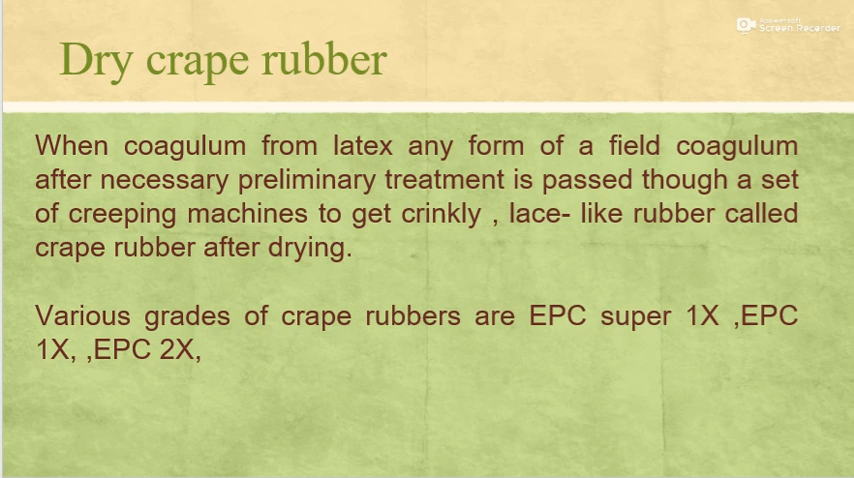 Screen Recorder
Dry crape rubber
When coagulum from latex any form of a field coagulum
after necessary preliminary treatment is passed though a set
of creeping machines to get crinkly , lace- like rubber called
crape rubber after drying.
Various grades of crape rubbers are EPC super 1X ,EPC
1X, ,EPC 2X,